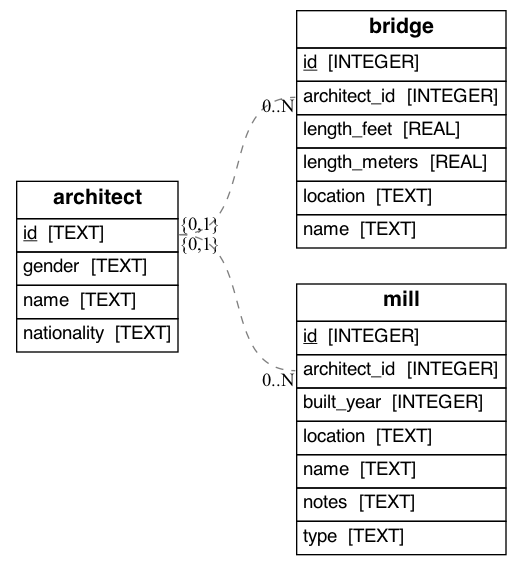 bridge
id [INTEGER]
architect_id [INTEGER]
length_feet [REAL]
length_meters [REAL]
location [TEXT]
name [TEXT]
0..N
architect
id [TEXT]
gender [TEXT]
name [TEXT]
nationality [TEXT]
{0,1}
{0,1}
mill
id [INTEGER]
architect_id [INTEGER]
built_year [INTEGER]
location [TEXT]
name [TEXT]
notes [TEXT]
type [TEXT]
0..N